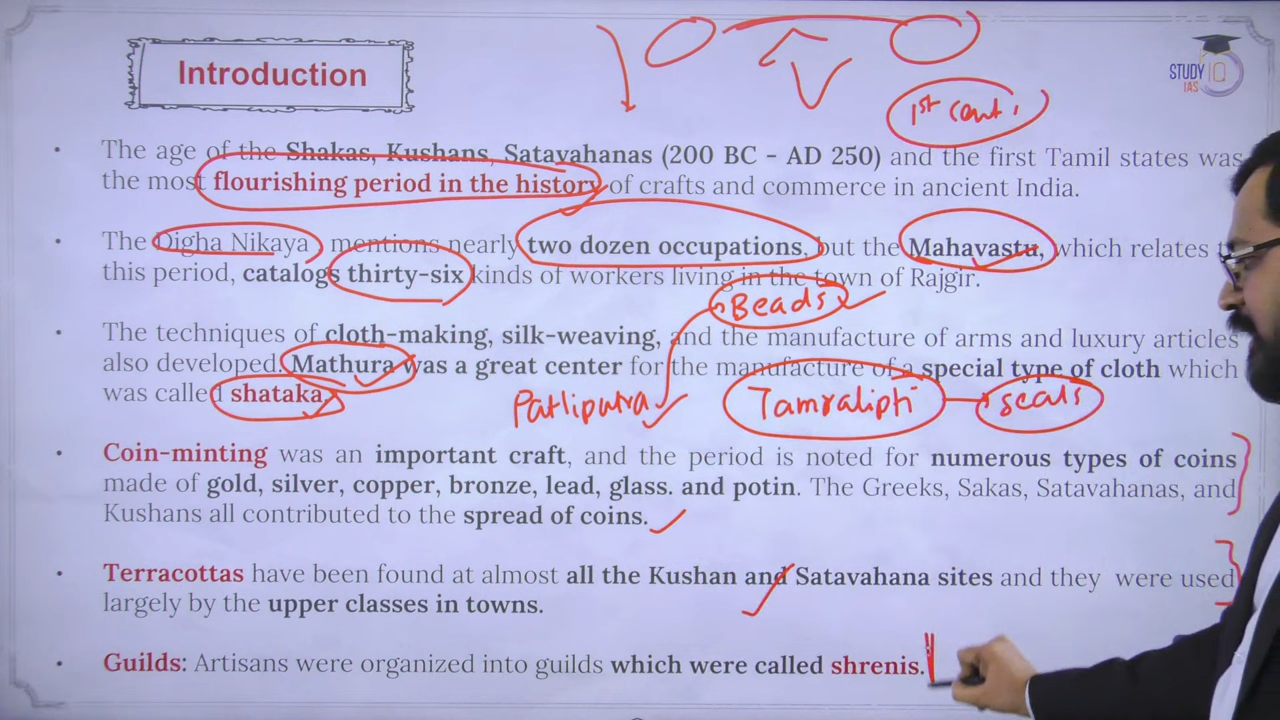 Introduction
STUDY IQ
IAS
1st cent.
The age of the Shakas, Kushans, Satavahanas (200 BC - AD 250) and the first Tamil states was
the most flourishing period in the history of crafts and commerce in ancient India.
The Digha Nikaya mentions nearly two dozen occupations, but the Mahavastu, which relates t
this period, catalogs thirty-six kinds of workers living in the town of Rajgir.
Beads
The techniques of cloth-making, silk-weaving, and the manufacture of arms and luxury articles
also developed. Mathura was a great center for the manufacture of a special type of cloth which
was called shataka.
Patliputra
Tamralipti
seals
Coin-minting was an important craft, and the period is noted for numerous types of coins
made of gold, silver, copper, bronze, lead, glass. and potin. The Greeks, Sakas, Satavahanas, and
Kushans all contributed to the spread of coins.
Terracottas have been found at almost all the Kushan and Satavahana sites and they were used
largely by the upper classes in towns.
Guilds: Artisans were organized into guilds which were called shrenis.